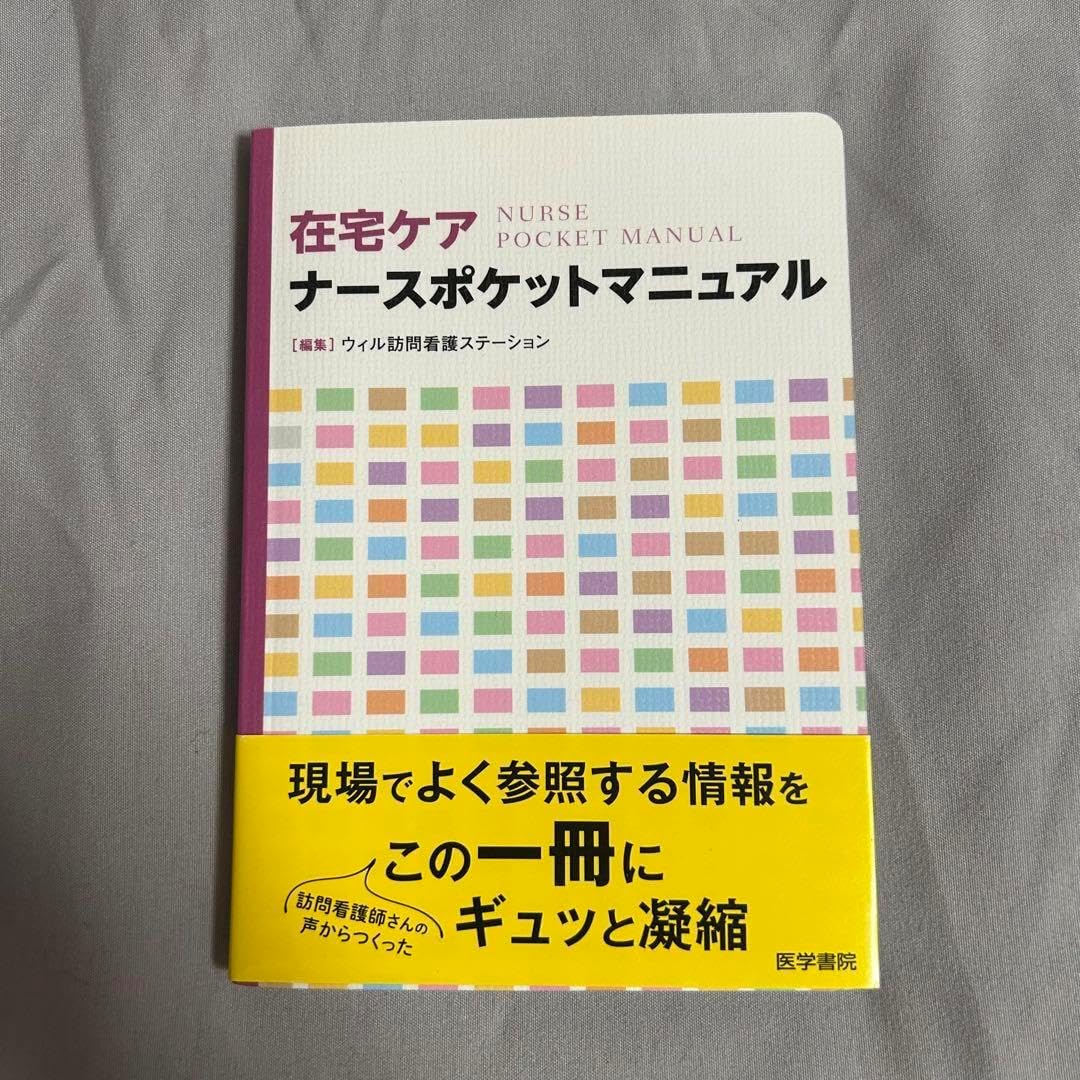 在宅ケア
NURSE
POCKET MANUAL
ナースポケットマニュアル
[編集] ウィル訪問看護ステーション
現場でよく参照する情報を
この一冊に
訪問看護師さんの
声からつくった
ギュッと凝縮
医学書院